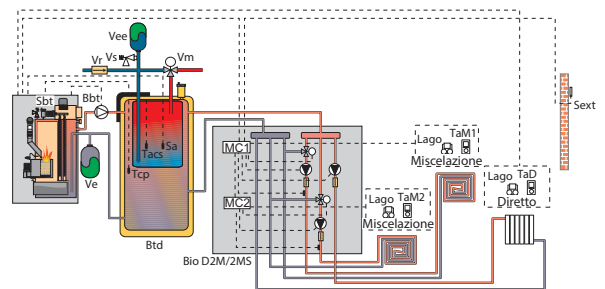 Vee
Vr
Vs
Vm
Sbt
Bbt
Ve
Tacs
Sa
Tcp
Btd
MC1
MC2
Bio D2M/2MS
Lago TaM1
Miscelazione
Lago TaM2
Miscelazione
Lago TaD
Diretto
Sext